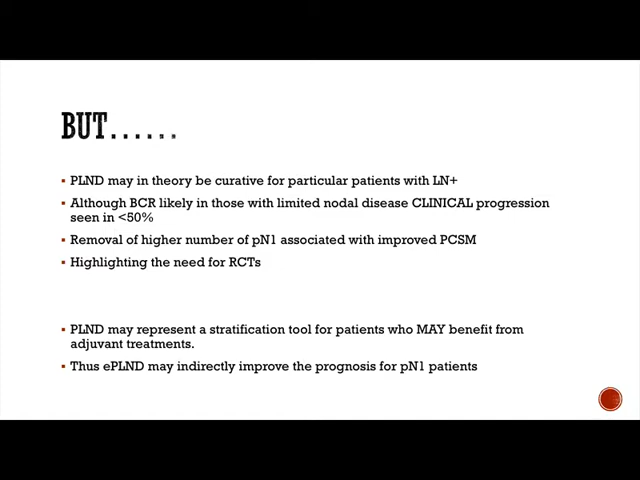 BUT......
PLND may in theory be curative for particular patients with LN+
Although BCR likely in those with limited nodal disease CLINICAL progression
seen in <50%
Removal of higher number of pN1 associated with improved PCSM
Highlighting the need for RCTs
PLND may represent a stratification tool for patients who MAY benefit from
adjuvant treatments.
Thus ePLND may indirectly improve the prognosis for pN1 patients